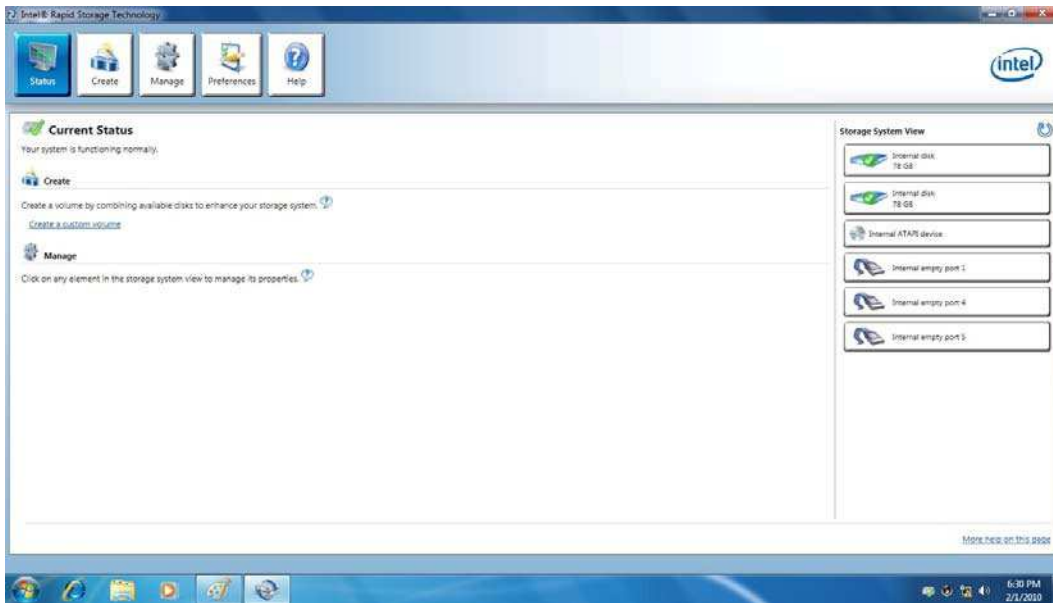 Intel® Rapid Storage Technology
Status
Create
Manage
Preferences
Help
intel
Current Status
Your system is functioning normally.
Create
Create a volume by combining available disks to enhance your storage system.
Create a custom volume
Manage
Click on any element in the storage system view to manage its properties.
Storage System View
Internal disk
78 GB
Internal disk
78 GB
Internal ATAPI device
Internal empty port 1
Internal empty port 4
Internal empty port 5
More help on this page
6:30 PM
2/1/2010